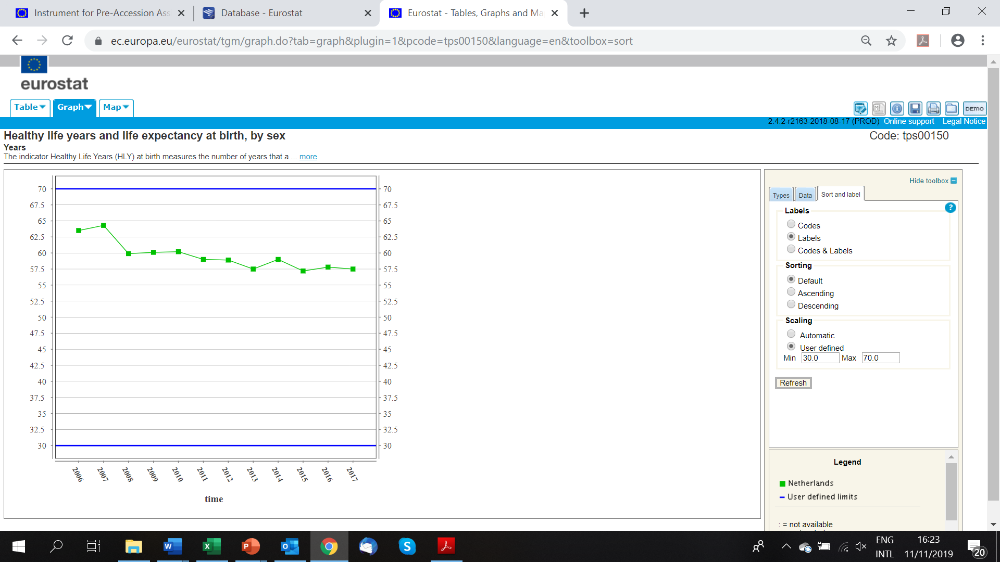 Instrument for Pre-Accession Ass
Database - Eurostat
Eurostat - Tables, Graphs and Ma
ec.europa.eu/eurostat/tgm/graph.do?tab=graph&plugin=1&pcode=tps00150&language=en&toolbox=sort
eurostat
Table Graph Map
DEMO
2.4.2-r2163-2018-08-17 (PROD) Online support Legal Notice
Healthy life years and life expectancy at birth, by sex
Code: tps00150
Years
The indicator Healthy Life Years (HLY) at birth measures the number of years that a ... more
70 70
67.5 67.5
65 65
62.5 62.5
60 60
57.5 57.5
55 55
52.5 52.5
50 50
47.5 47.5
45 45
42.5 42.5
40 40
37.5 37.5
35 35
32.5 32.5
30 30
2006 2007 2008 2009 2010 2011 2012 2013 2014 2015 2016 2017
time
Hide toolbox
Types Data Sort and label
?
Labels
Codes
Labels
Codes & Labels
Sorting
Default
Ascending
Descending
Scaling
Automatic
User defined
Min 30.0 Max 70.0
Refresh
Legend
Netherlands
User defined limits
: = not available
ENG
INTL
16:23
11/11/2019
20